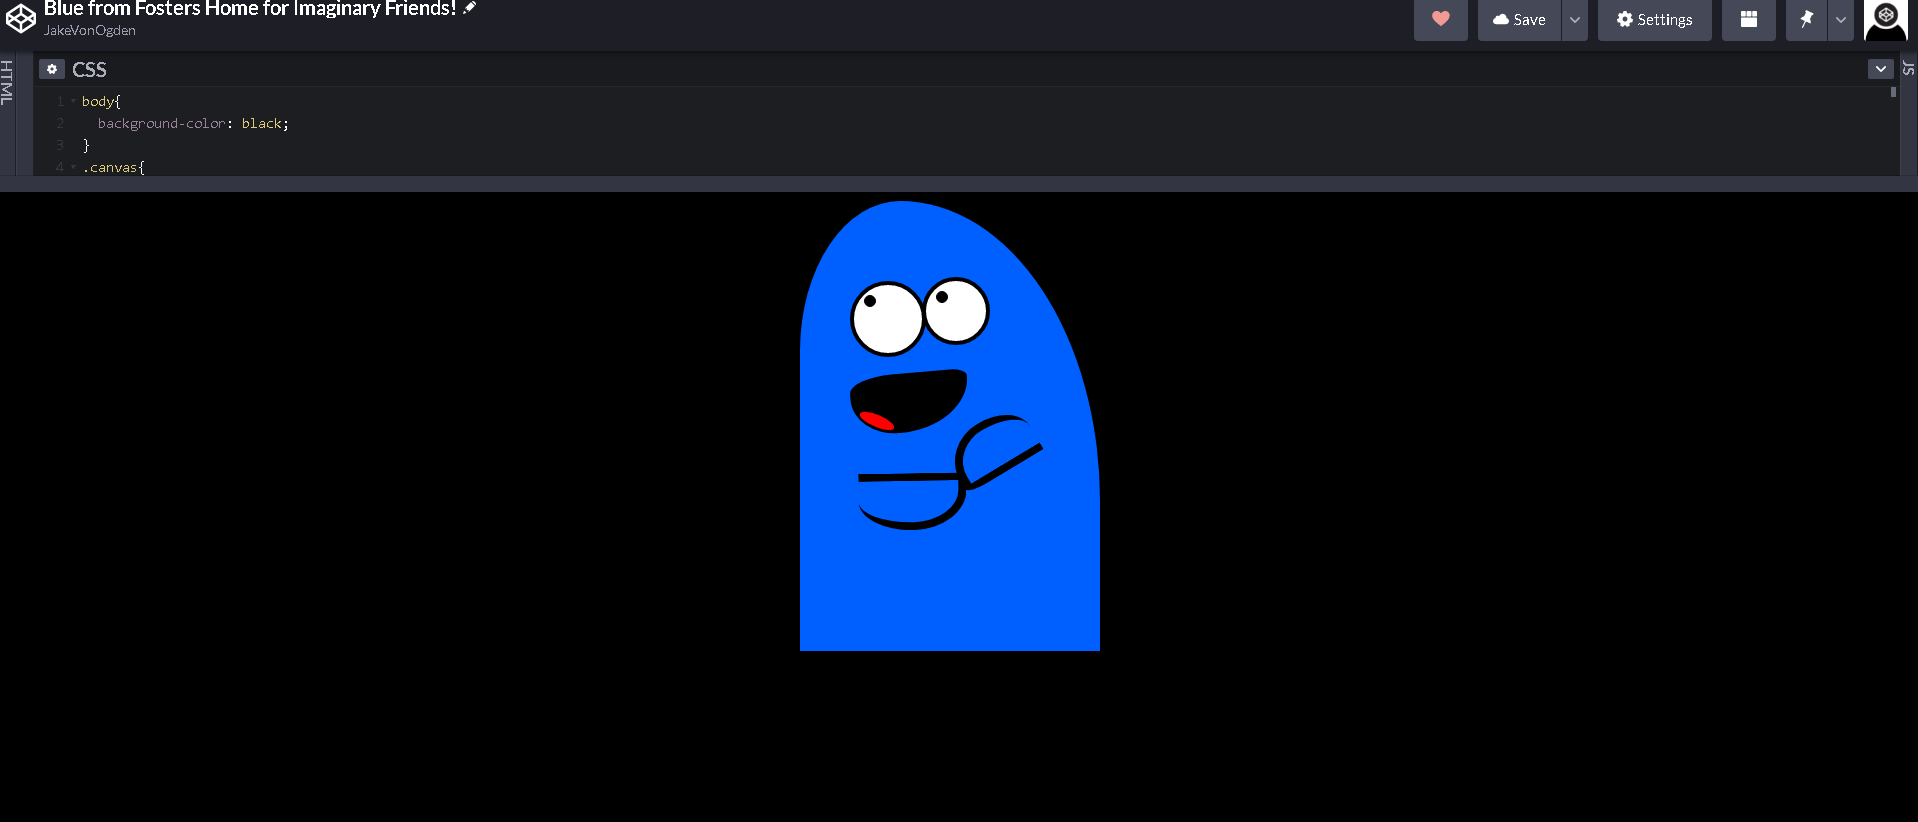 Blue from Fosters Home for Imaginary Friends!
JakeVonOgden
Save
Settings
HTML
CSS
JS
1 body{
2 background-color: black;
3 }
4 .canvas{